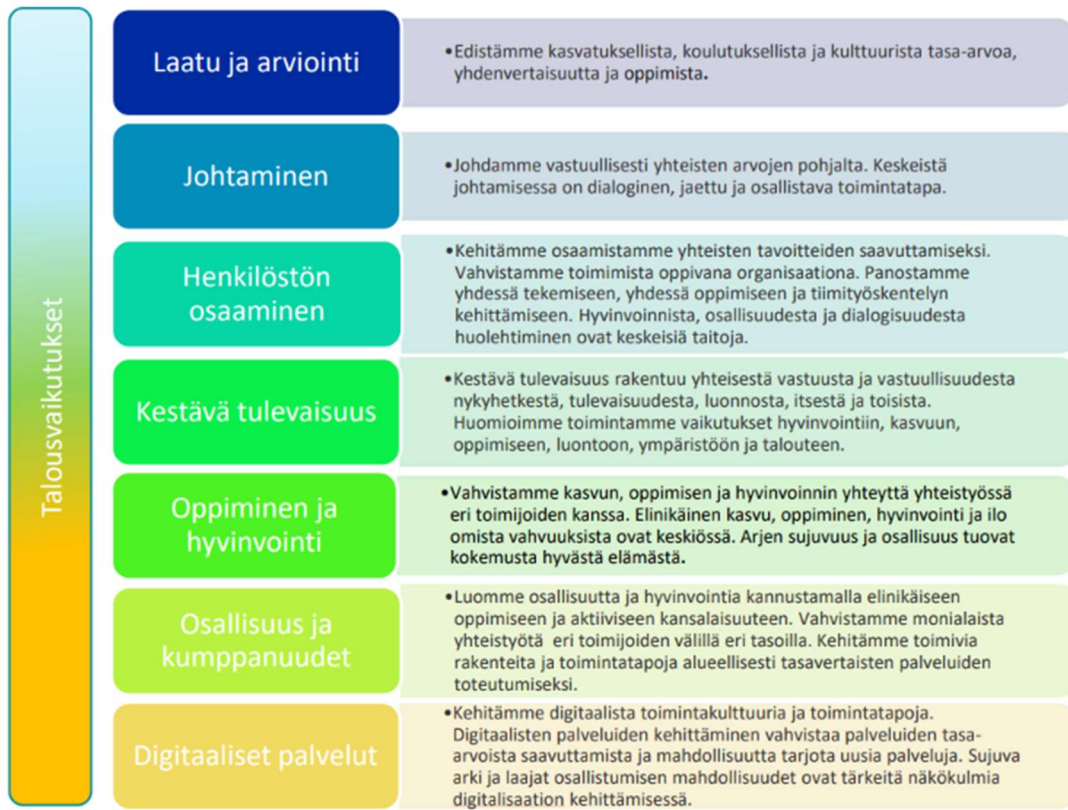 Talousvaikutukset
Laatu ja arviointi
•Edistämme kasvatuksellista, koulutuksellista ja kulttuurista tasa-arvoa,
yhdenvertaisuutta ja oppimista.
Johtaminen
•Johdamme vastuullisesti yhteisten arvojen pohjalta. Keskeistä
johtamisessa on dialoginen, jaettu ja osallistava toimintatapa.
Henkilöstön
osaaminen
•Kehitämme osaamistamme yhteisten tavoitteiden saavuttamiseksi.
Vahvistamme toimimista oppivana organisaationa. Panostamme
yhdessä tekemiseen, yhdessä oppimiseen ja tiimityöskentelyn
kehittämiseen. Hyvinvoinnista, osallisuudesta ja dialogisuudesta
huolehtiminen ovat keskeisiä taitoja.
Kestävä tulevaisuus
•Kestävä tulevaisuus rakentuu yhteisestä vastuusta ja vastuullisuudesta
nykyhetkestä, tulevaisuudesta, luonnosta, itsestä ja toisista.
Huomioimme toimintamme vaikutukset hyvinvointiin, kasvuun,
oppimiseen, luontoon, ympäristöön ja talouteen.
Oppiminen ja
hyvinvointi
•Vahvistamme kasvun, oppimisen ja hyvinvoinnin yhteyttä yhteistyössä
eri toimijoiden kanssa. Elinikäinen kasvu, oppiminen, hyvinvointi ja ilo
omista vahvuuksista ovat keskiössä. Arjen sujuvuus ja osallisuus tuovat
kokemusta hyvästä elämästä.
Osallisuus ja
kumppanuudet
•Luomme osallisuutta ja hyvinvointia kannustamalla elinikäiseen
oppimiseen ja aktiiviseen kansalaisuuteen. Vahvistamme monialaista
yhteistyötä eri toimijoiden välillä eri tasoilla. Kehitämme toimivia
rakenteita ja toimintatapoja alueellisesti tasavertaisten palveluiden
toteutumiseksi.
Digitaaliset palvelut
•Kehitämme digitaalista toimintakulttuuria ja toimintatapoja.
Digitaalisten palveluiden kehittäminen vahvistaa palveluiden tasa-
arvoista saavuttamista ja mahdollisuutta tarjota uusia palveluja. Sujuva
arki ja laajat osallistumisen mahdollisuudet ovat tärkeitä näkökulmia
digitalisaation kehittämisessä.